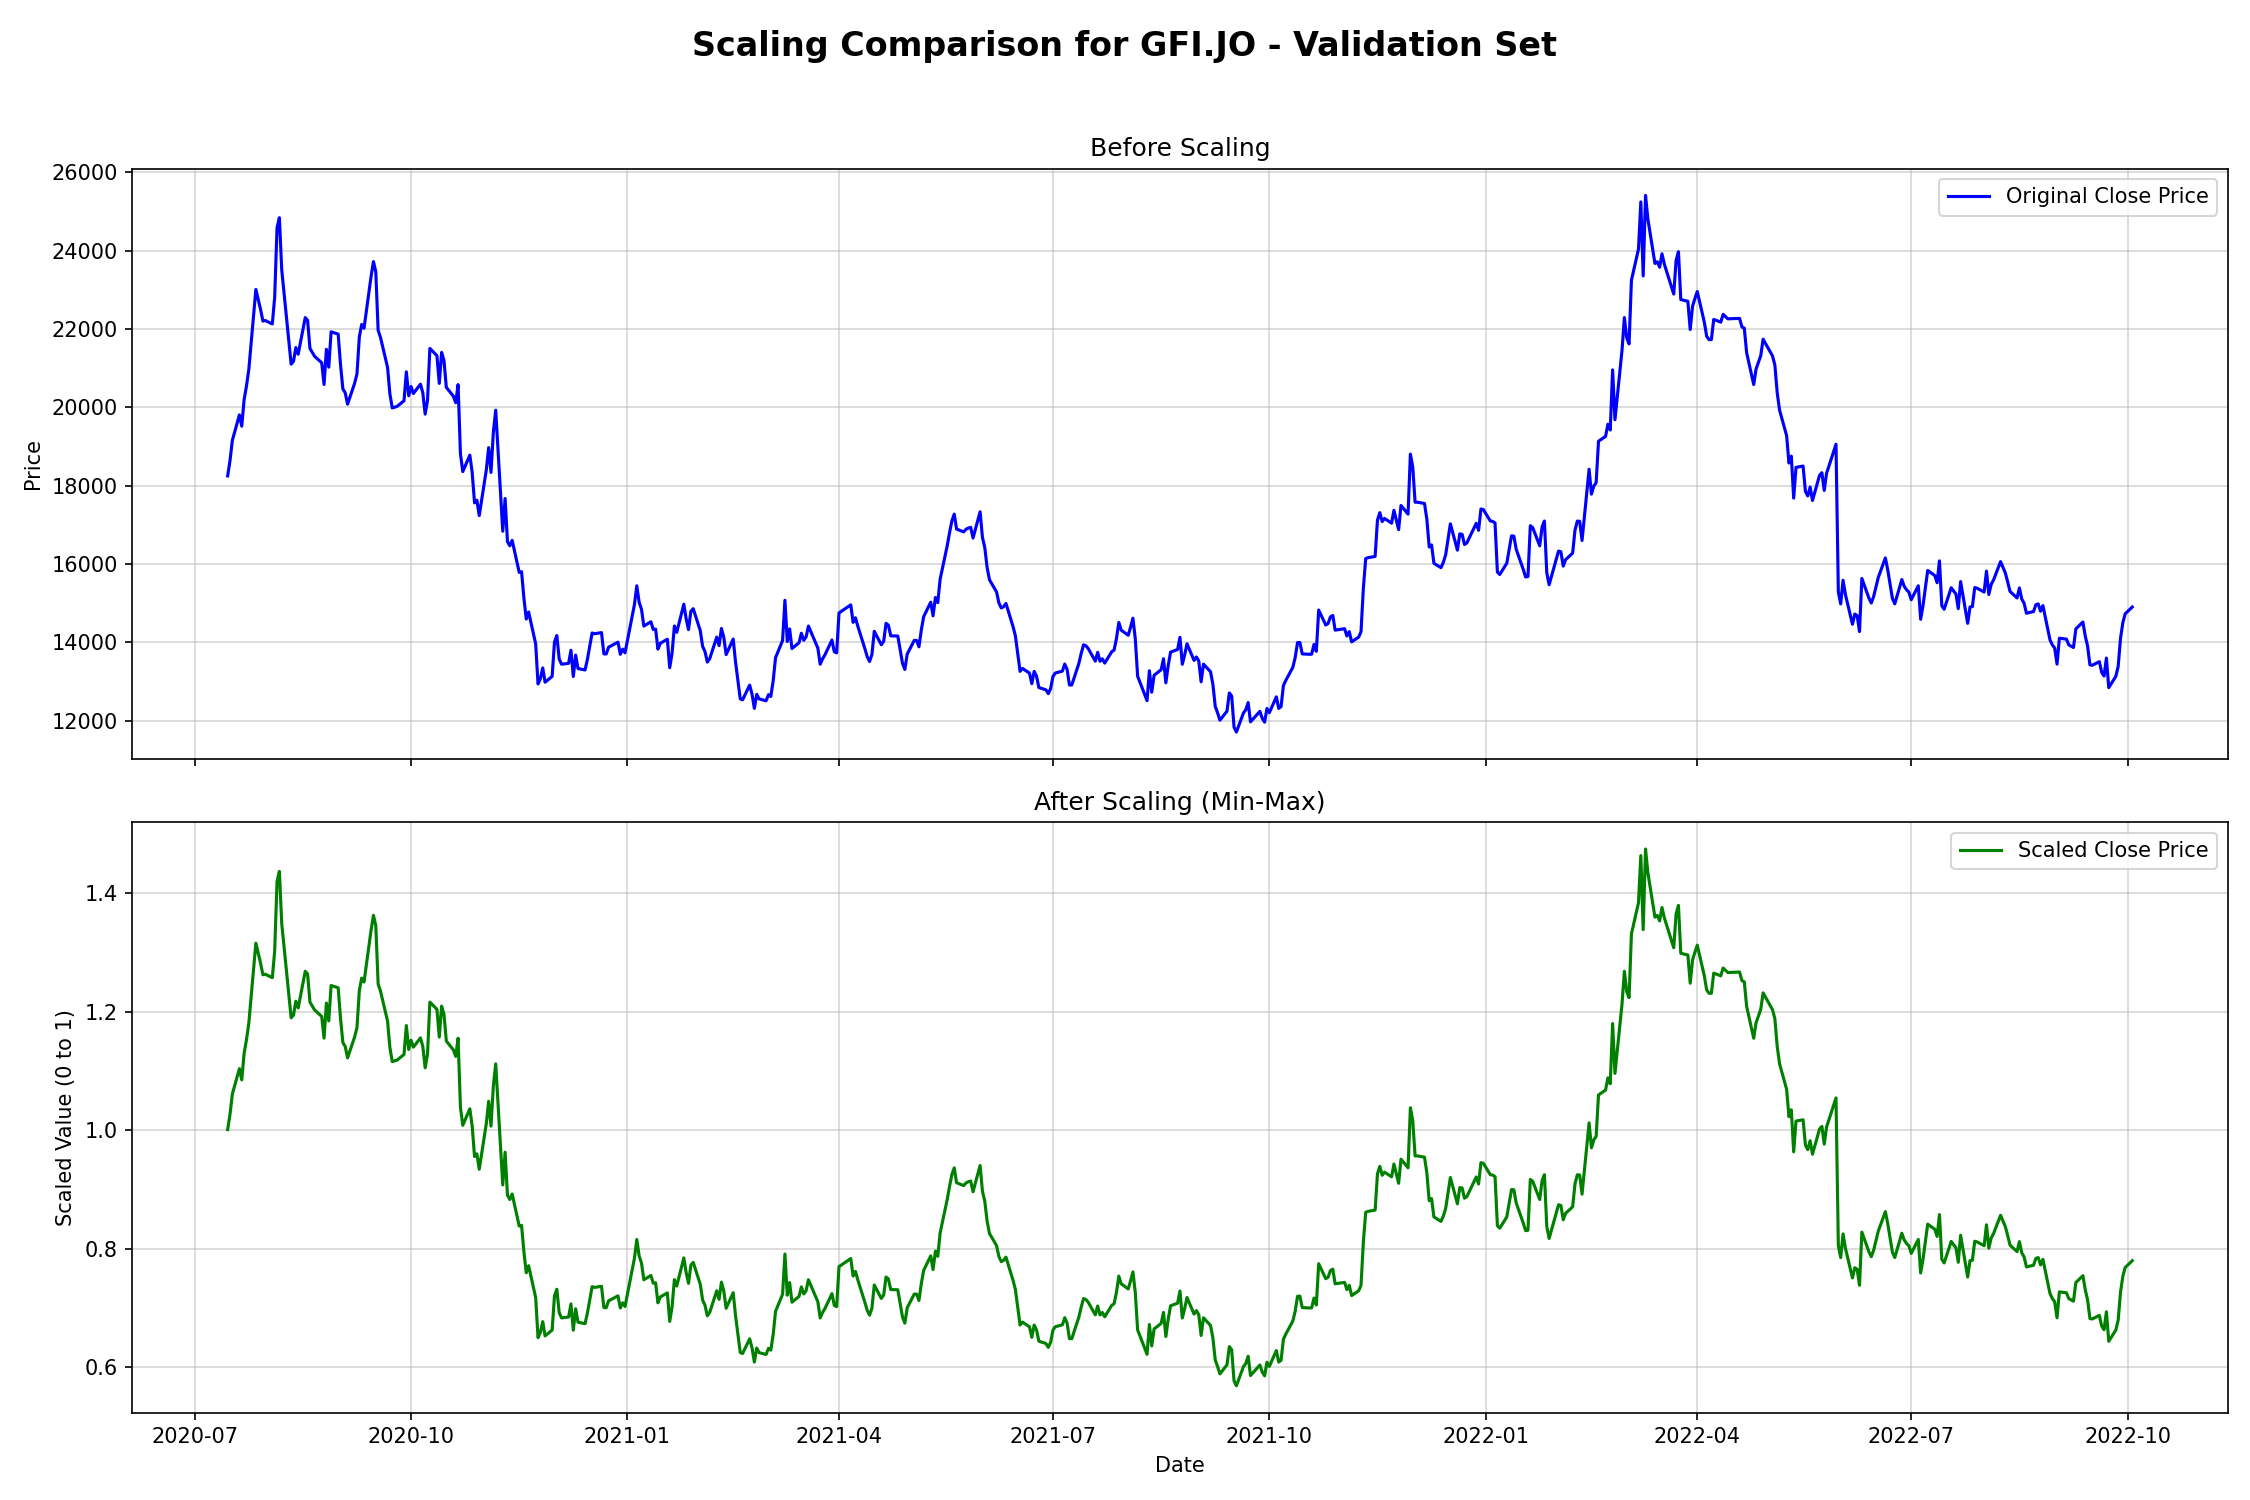 Scaling Comparison for GFI.JO - Validation Set
Before Scaling
26000
24000
22000
20000
18000
16000
14000
12000
Price
Original Close Price
After Scaling (Min-Max)
1.4
1.2
1.0
0.8
0.6
Scaled Value (0 to 1)
Scaled Close Price
2020-07 2020-10 2021-01 2021-04 2021-07 2021-10 2022-01 2022-04 2022-07 2022-10
Date